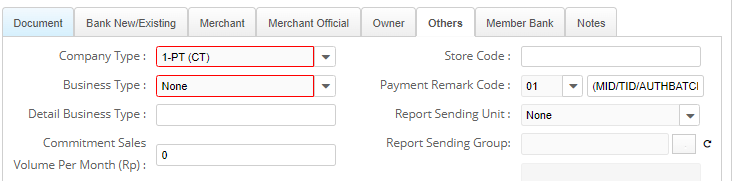 Document Bank New/Existing Merchant Merchant Official Owner Others Member Bank Notes
Company Type : 1-PT (CT) Store Code :
Business Type : None Payment Remark Code : 01 (MID/TID/AUTHBATCH
Detail Business Type : Report Sending Unit : None
Commitment Sales Report Sending Group:
Volume Per Month (Rp) : 0